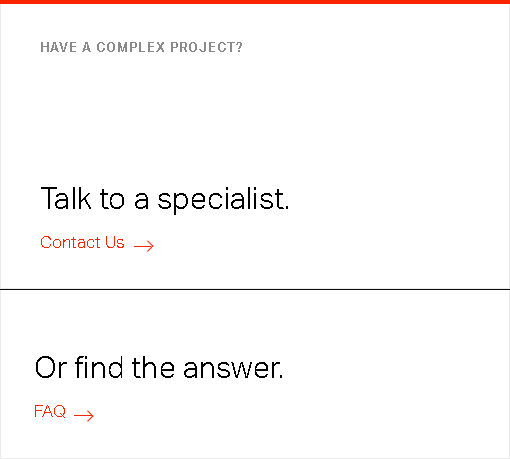 HAVE A COMPLEX PROJECT?
Talk to a specialist.
Contact Us
Or find the answer.
FAQ